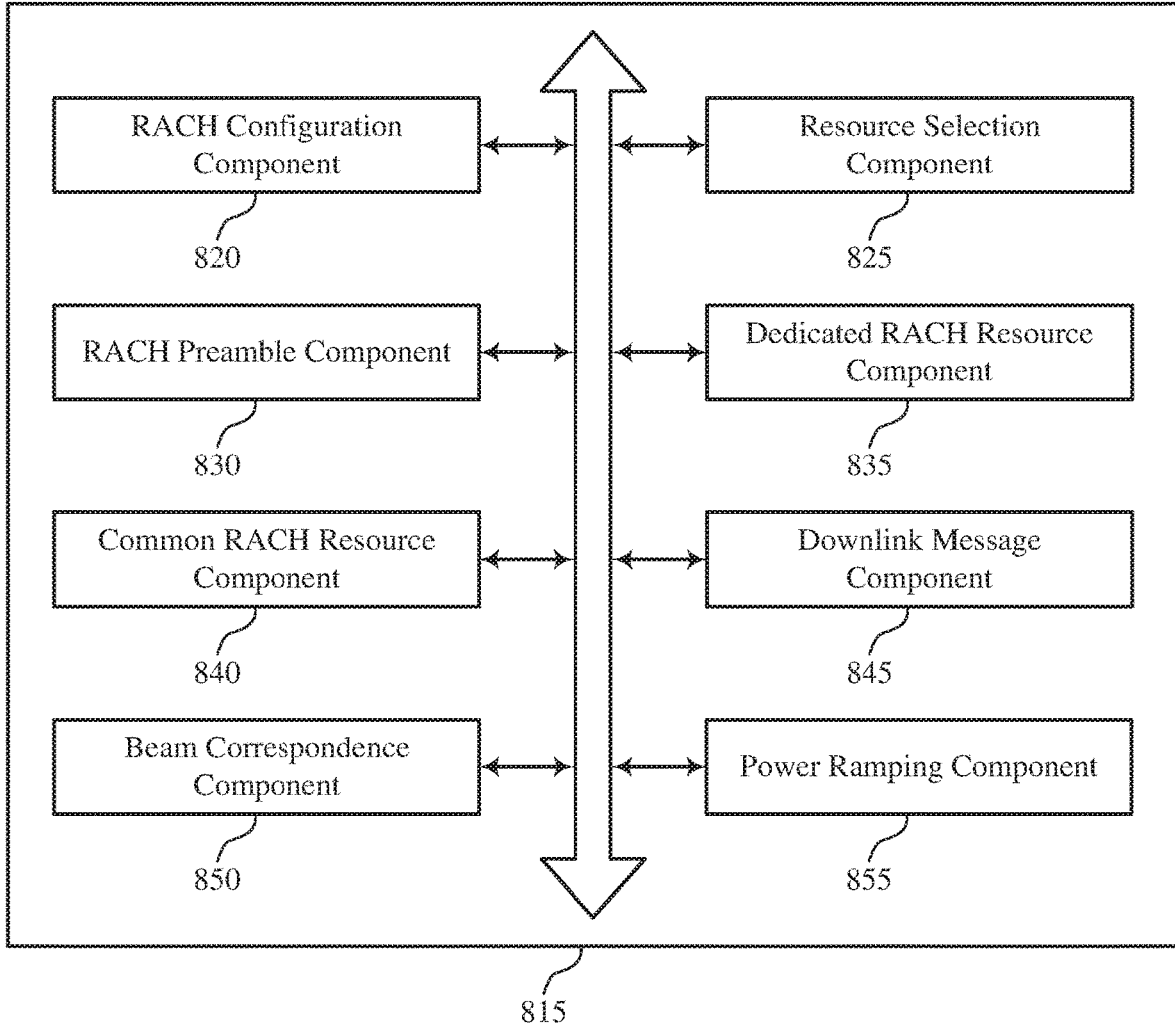 RACH Configuration
Component
820
Resource Selection
Component
825
RACH Preamble Component
830
Dedicated RACH Resource
Component
835
Common RACH Resource
Component
840
Downlink Message
Component
845
Beam Correspondence
Component
850
Power Ramping Component
855
815